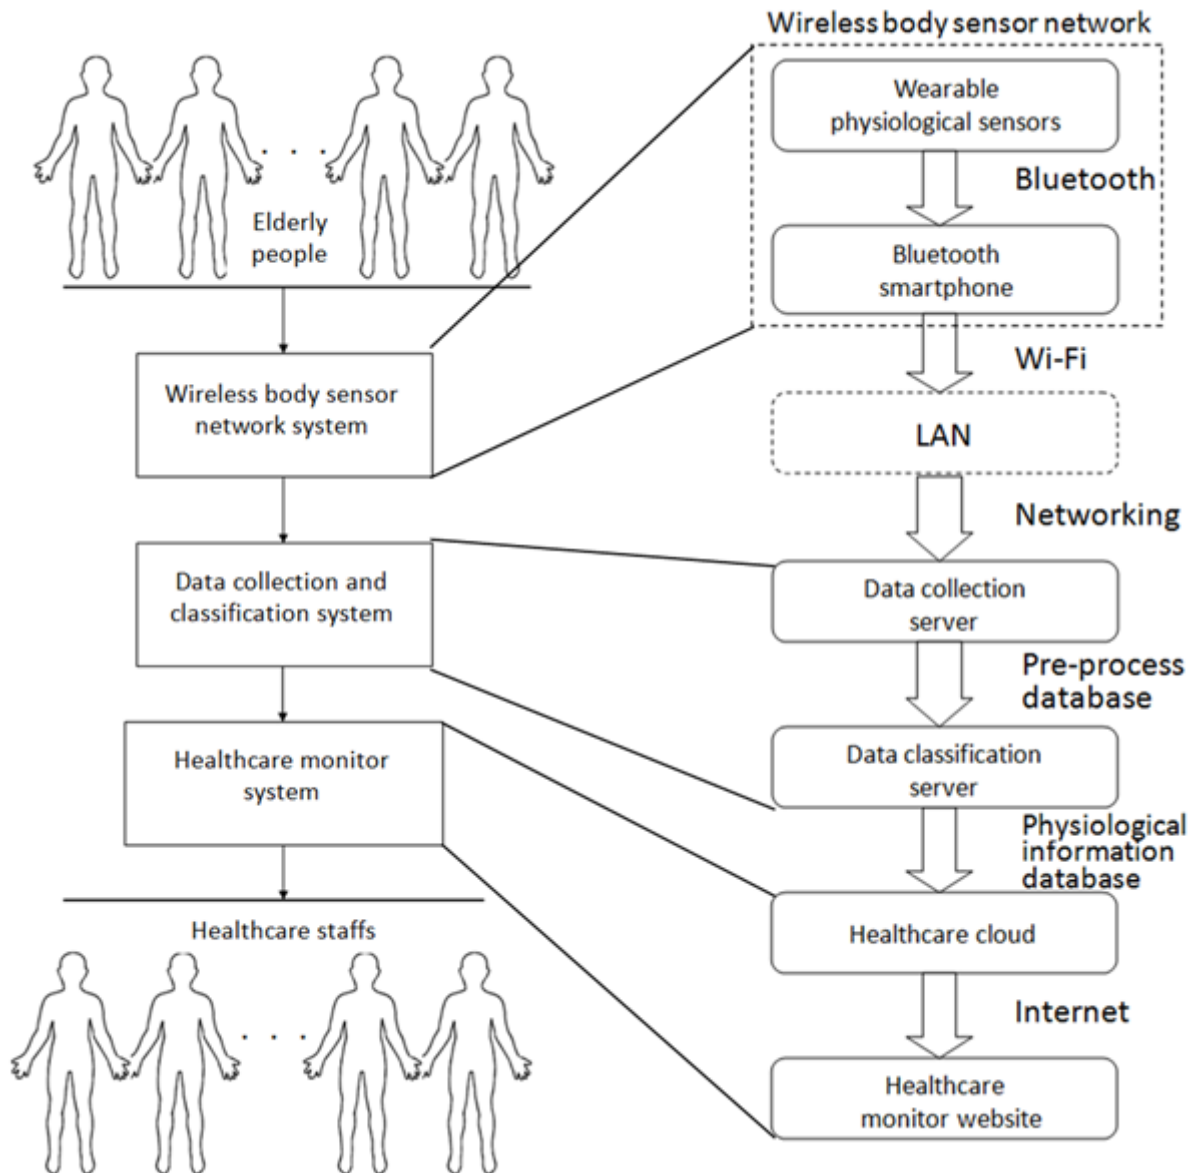 Wireless body sensor network
Wearable
physiological sensors
Bluetooth
Bluetooth
smartphone
Wi-Fi
LAN
Networking
Data collection
server
Pre-process
database
Data classification
server
Physiological
information
database
Healthcare cloud
Internet
Healthcare
monitor website
Elderly
people
Wireless body sensor
network system
Data collection and
classification system
Healthcare monitor
system
Healthcare staffs